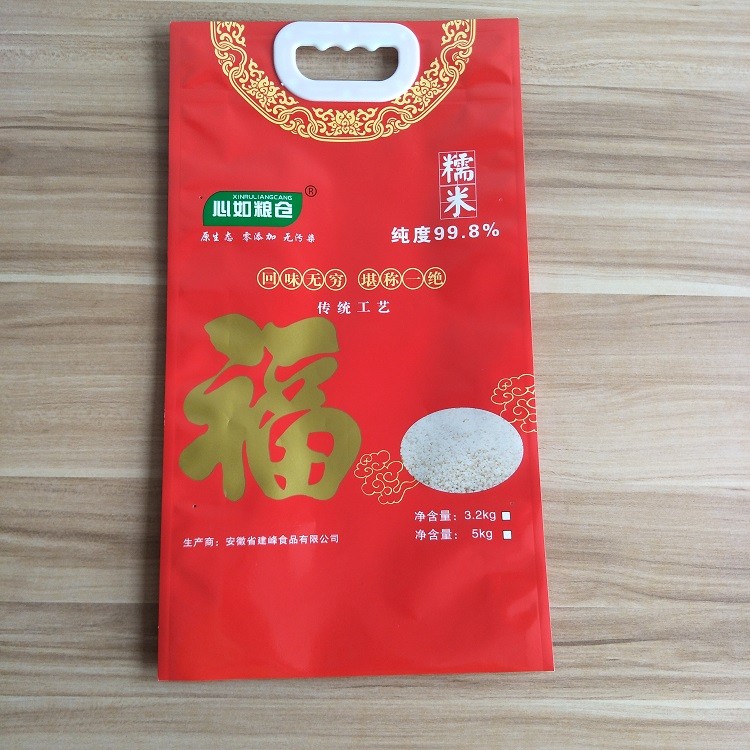 糯米
XINRULIANGCANG ®
心如粮仓
纯度99.8%
原生态 零添加 无污染
回味无穷 堪称一绝
传统工艺
福
净含量：3.2kg
净含量： 5kg
生产商：安徽省建峰食品有限公司